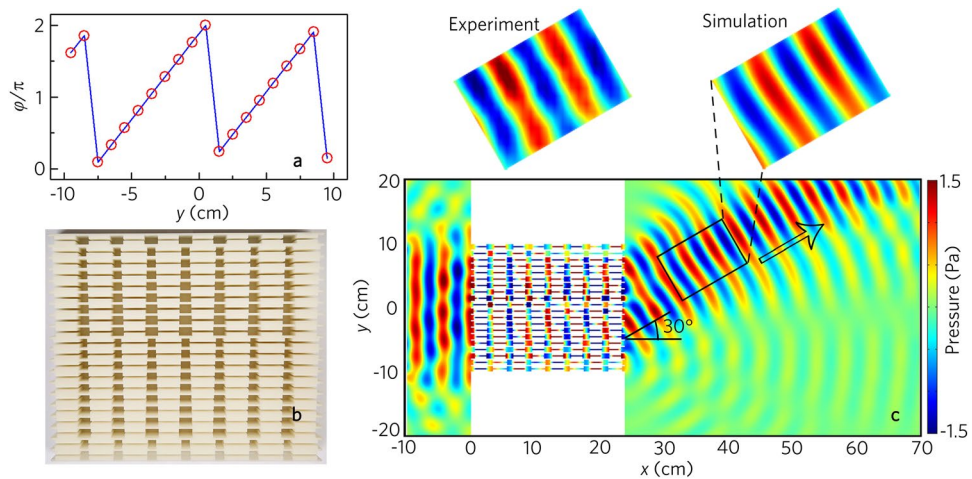 Experiment
Simulation
φ/π
2
1
0
a
-10
-5
0
5
10
y (cm)
b
20
10
0
-10
-20
y (cm)
30°
c
-10
0
10
20
30
40
50
60
70
x (cm)
1.5
-1.5
Pressure (Pa)